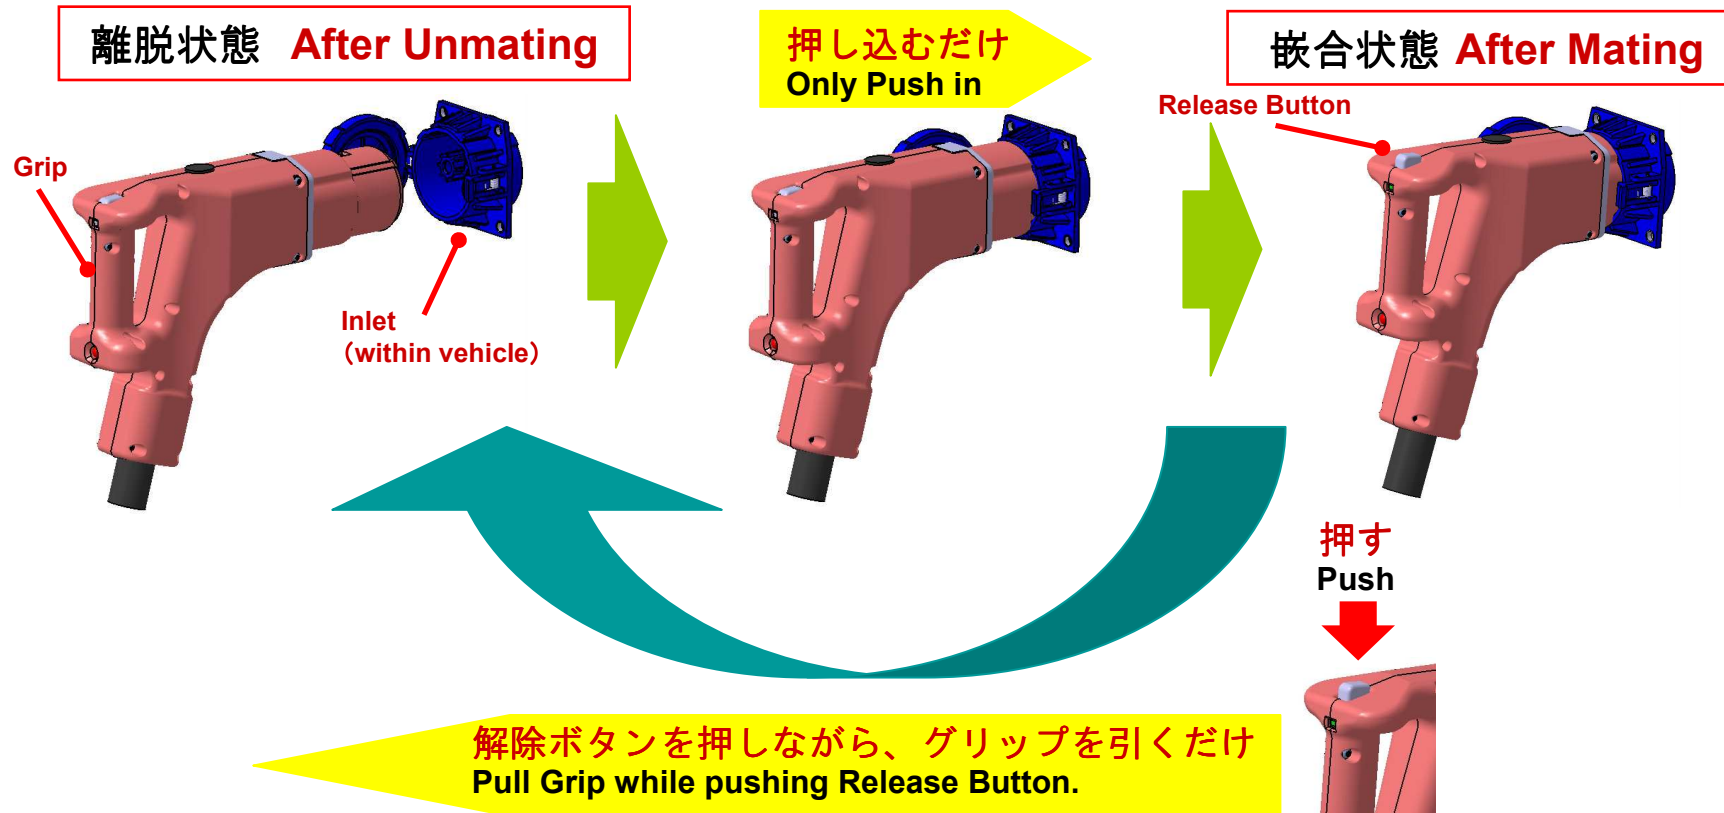 離脱状態 After Unmating
押し込むだけ
Only Push in
嵌合状態 After Mating
Release Button
Grip
Inlet
（within vehicle）
押す
Push
解除ボタンを押しながら、グリップを引くだけ
Pull Grip while pushing Release Button.